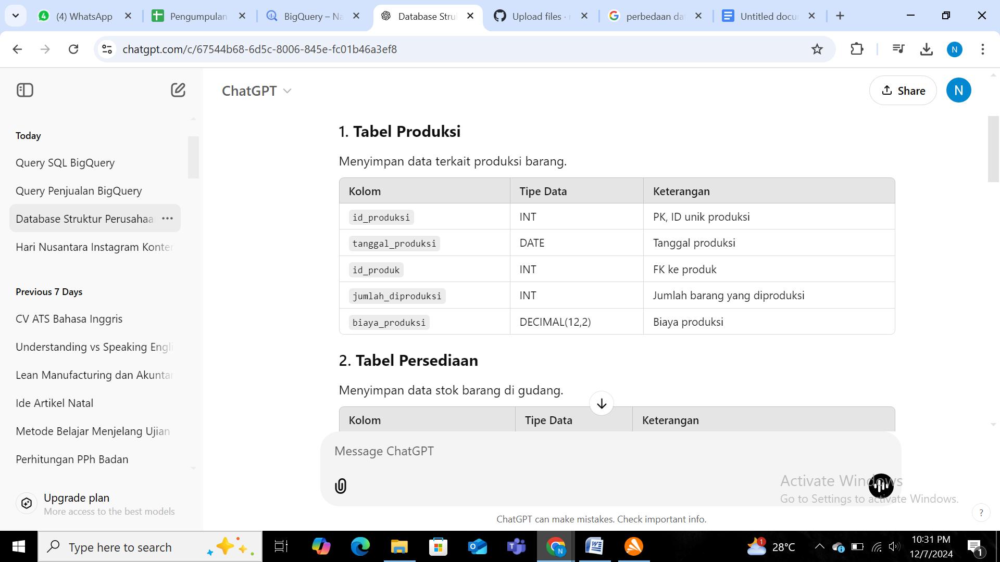 (4) WhatsApp
Pengumpulan
BigQuery – Na
Database Stru
Upload files ·
perbedaan da
Untitled docu
chatgpt.com/c/67544b68-6d5c-8006-845e-fc01b46a3ef8
N
ChatGPT
Share
N
Today
Query SQL BigQuery
Query Penjualan BigQuery
Database Struktur Perusahaa
Hari Nusantara Instagram Konten
Previous 7 Days
CV ATS Bahasa Inggris
Understanding vs Speaking Engli
Lean Manufacturing dan Akuntan
Ide Artikel Natal
Metode Belajar Menjelang Ujian
Perhitungan PPh Badan
Upgrade plan
More access to the best models
1. Tabel Produksi
Menyimpan data terkait produksi barang.
Kolom Tipe Data Keterangan
id_produksi INT PK, ID unik produksi
tanggal_produksi DATE Tanggal produksi
id_produk INT FK ke produk
jumlah_diproduksi INT Jumlah barang yang diproduksi
biaya_produksi DECIMAL(12,2) Biaya produksi
2. Tabel Persediaan
Menyimpan data stok barang di gudang.
Kolom Tipe Data Keterangan
Message ChatGPT
Activate Windows
Go to Settings to activate Windows.
ChatGPT can make mistakes. Check important info.
?
Type here to search
1
28°C
10:31 PM
12/7/2024
1